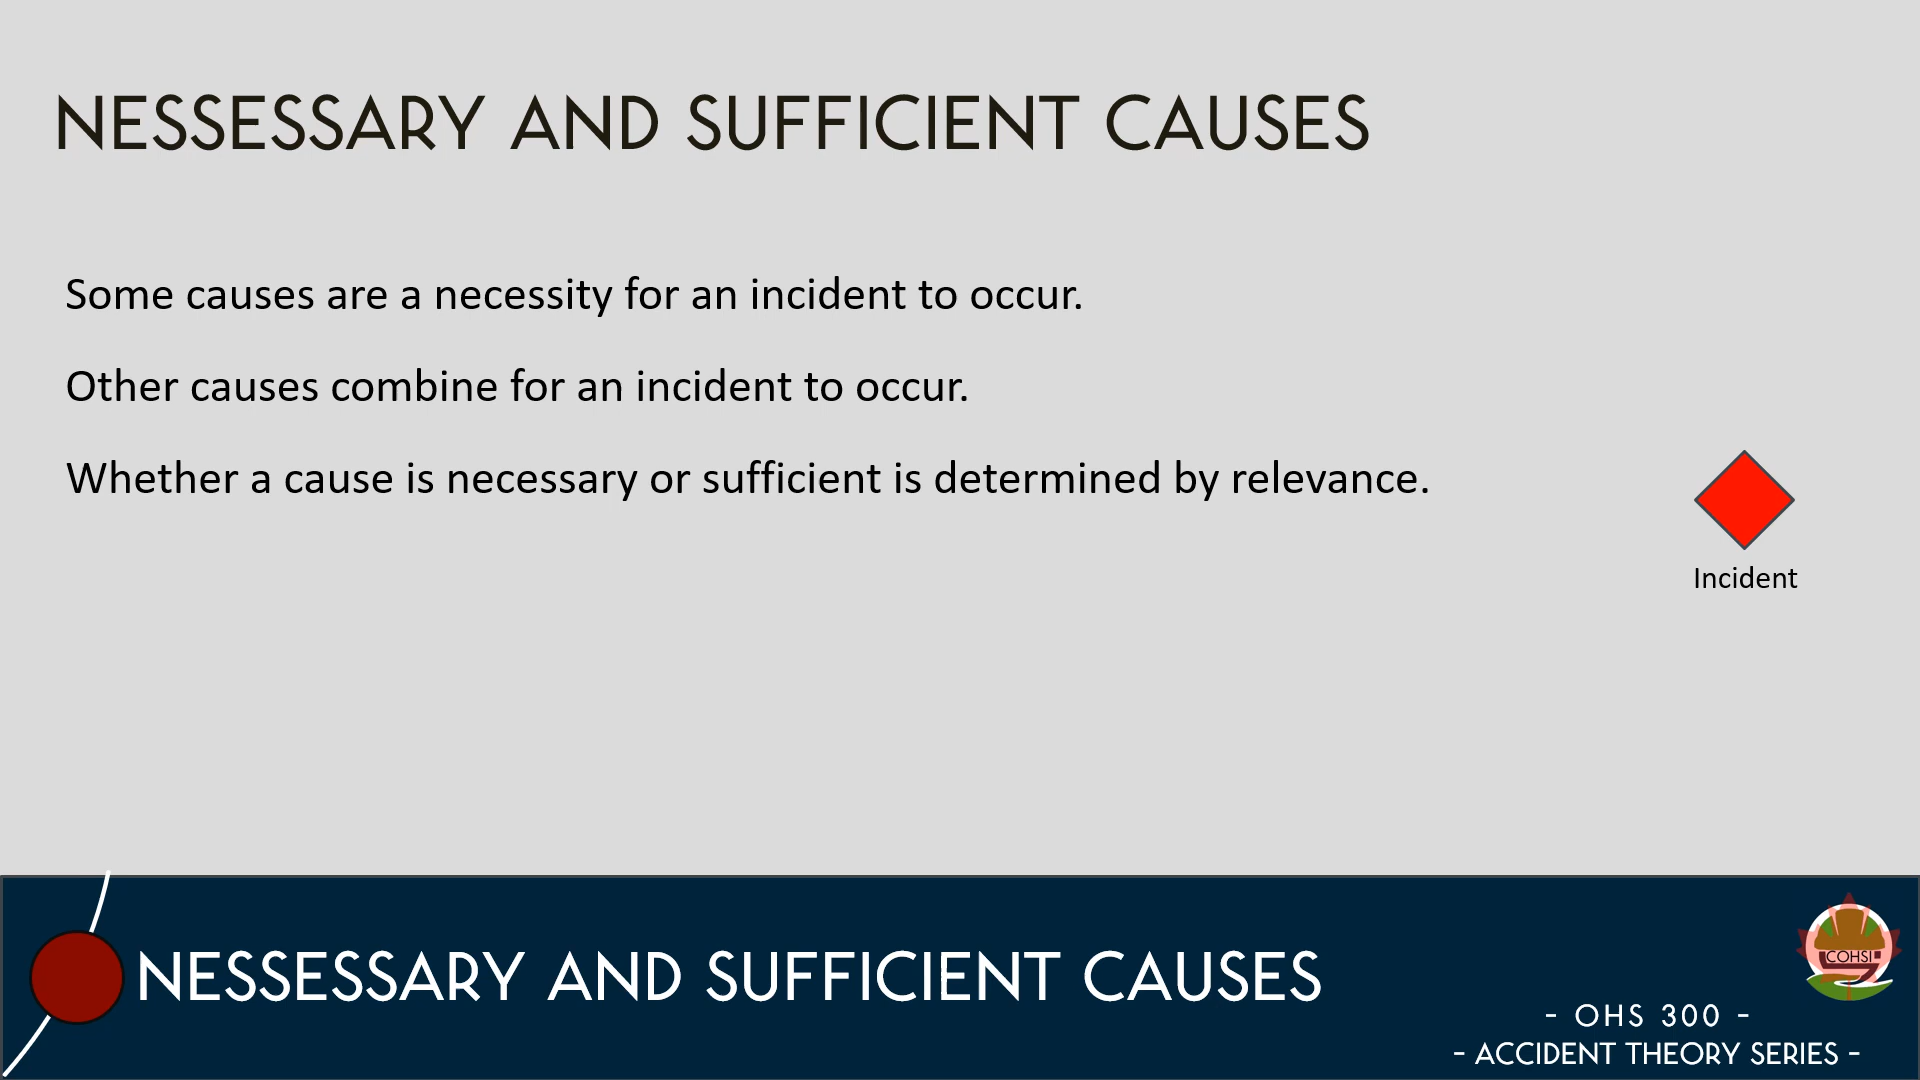 NESSESSARY AND SUFFICIENT CAUSES
Some causes are a necessity for an incident to occur.
Other causes combine for an incident to occur.
Whether a cause is necessary or sufficient is determined by relevance.
Incident
NESSESSARY AND SUFFICIENT CAUSES
COHSI
- OHS 300 -
- ACCIDENT THEORY SERIES -